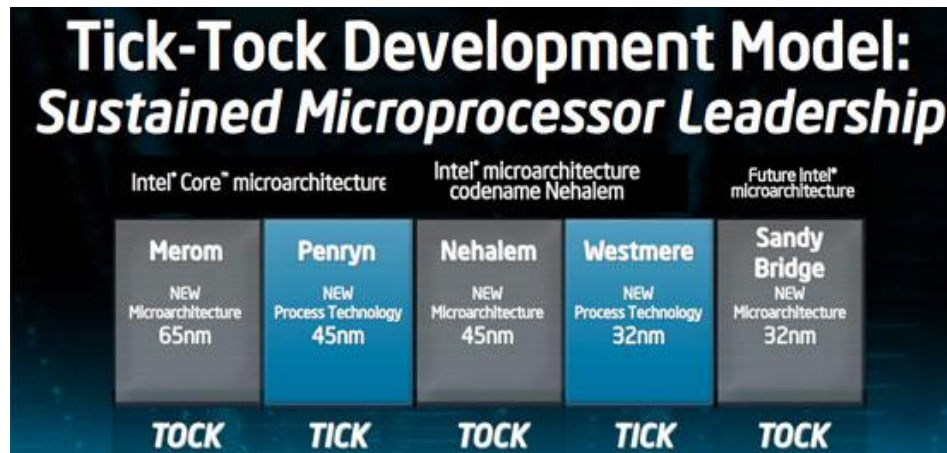 Tick-Tock Development Model:
Sustained Microprocessor Leadership
Intel® Core™ microarchitecture
Intel® microarchitecture
codename Nehalem
Future Intel®
microarchitecture
Merom
NEW
Microarchitecture
65nm
TOCK
Penryn
NEW
Process Technology
45nm
TICK
Nehalem
NEW
Microarchitecture
45nm
TOCK
Westmere
NEW
Process Technology
32nm
TICK
Sandy
Bridge
NEW
Microarchitecture
32nm
TOCK